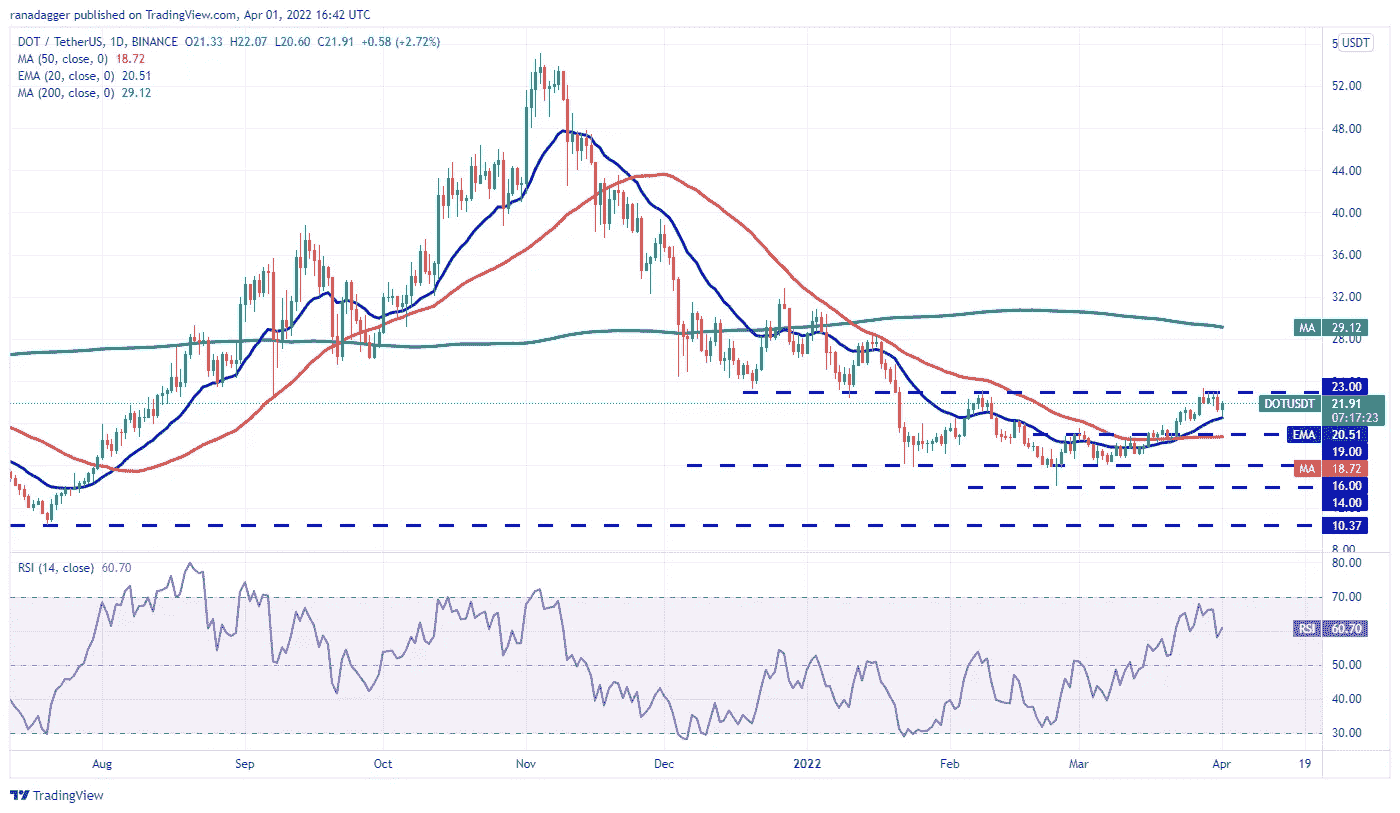 ranadagger published on TradingView.com, Apr 01, 2022 16:42 UTC
DOT / TetherUS, 1D, BINANCE O21.33 H22.07 L20.60 C21.91 +0.58 (+2.72%)
MA (50, close, 0) 18.72
EMA (20, close, 0) 20.51
MA (200, close, 0) 29.12
USDT
52.00
48.00
44.00
40.00
36.00
32.00
MA 29.12
28.00
23.00
DOTUSDT 21.91
07:17:23
EMA 20.51
19.00
MA 18.72
16.00
14.00
10.37
8.00
RSI (14, close) 60.70
80.00
70.00
RSI 60.70
50.00
40.00
30.00
Aug Sep Oct Nov Dec 2022 Feb Mar Apr 19
TradingView